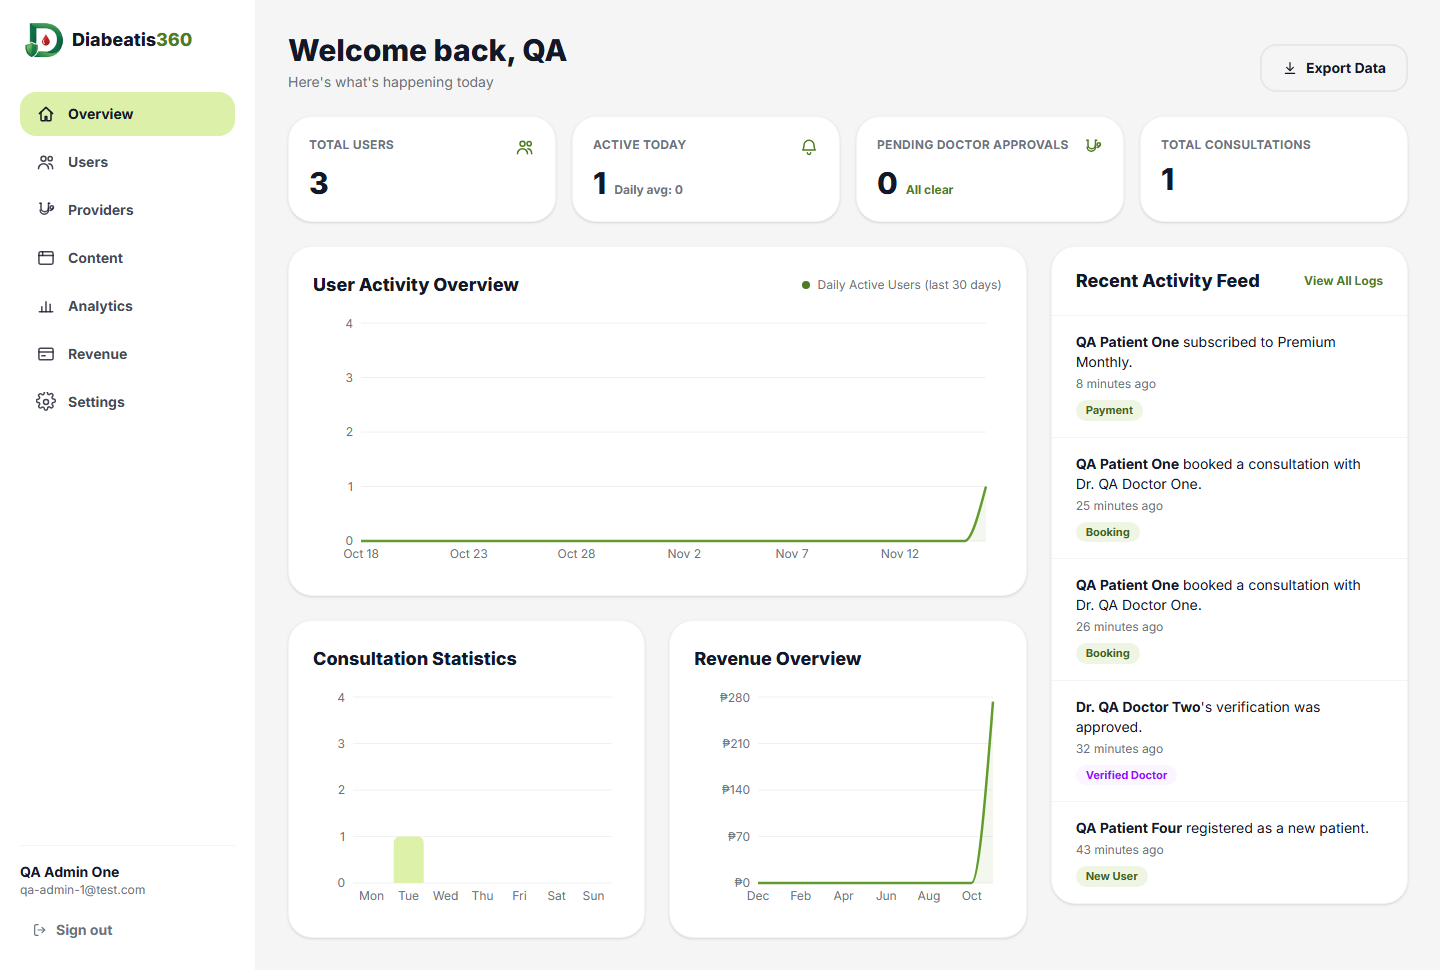 Diabeatis360
Overview
Users
Providers
Content
Analytics
Revenue
Settings
QA Admin One
qa-admin-1@test.com
Sign out
Welcome back, QA
Here's what's happening today
Export Data
TOTAL USERS
3
ACTIVE TODAY
1 Daily avg: 0
PENDING DOCTOR APPROVALS
0 All clear
TOTAL CONSULTATIONS
1
User Activity Overview
Daily Active Users (last 30 days)
4
3
2
1
0
Oct 18 Oct 23 Oct 28 Nov 2 Nov 7 Nov 12
Consultation Statistics
4
3
2
1
0
Mon Tue Wed Thu Fri Sat Sun
Revenue Overview
₱280
₱210
₱140
₱70
₱0
Dec Feb Apr Jun Aug Oct
Recent Activity Feed
View All Logs
QA Patient One subscribed to Premium
Monthly.
8 minutes ago
Payment
QA Patient One booked a consultation with
Dr. QA Doctor One.
25 minutes ago
Booking
QA Patient One booked a consultation with
Dr. QA Doctor One.
26 minutes ago
Booking
Dr. QA Doctor Two's verification was
approved.
32 minutes ago
Verified Doctor
QA Patient Four registered as a new patient.
43 minutes ago
New User